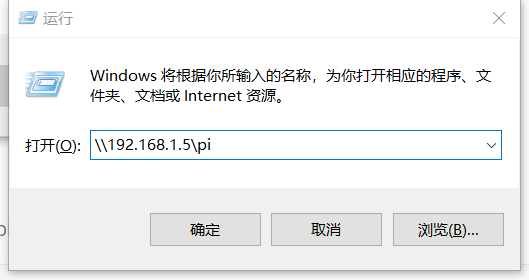 运行
Windows 将根据你所输入的名称，为你打开相应的程序、文
件夹、文档或 Internet 资源。
打开(O): \\192.168.1.5\pi
确定 取消 浏览(B)...